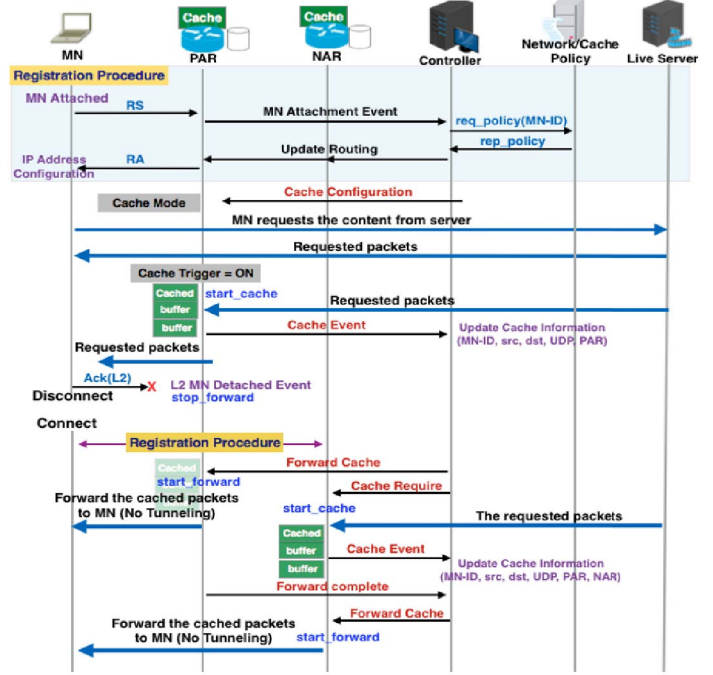 Cache
Cache
MN
PAR
NAR
Controller
Network/Cache
Policy
Live Server
Registration Procedure
MN Attached
RS
MN Attachment Event
req_policy(MN-ID)
rep_policy
Update Routing
IP Address
Configuration
RA
Cache Configuration
Cache Mode
MN requests the content from server
Requested packets
Cache Trigger = ON
Cached
buffer
buffer
start_cache
Requested packets
Cache Event
Update Cache Information
(MN-ID, src, dst, UDP, PAR)
Requested packets
Ack(L2)
X
L2 MN Detached Event
Disconnect
stop_forward
Connect
Registration Procedure
Forward Cache
Cached
start_forward
Cache Require
Forward the cached packets
to MN (No Tunneling)
start_cache
The requested packets
Cached
buffer
buffer
Cache Event
Update Cache Information
(MN-ID, src, dst, UDP, PAR, NAR)
Forward complete
Forward Cache
Forward the cached packets
to MN (No Tunneling)
start_forward